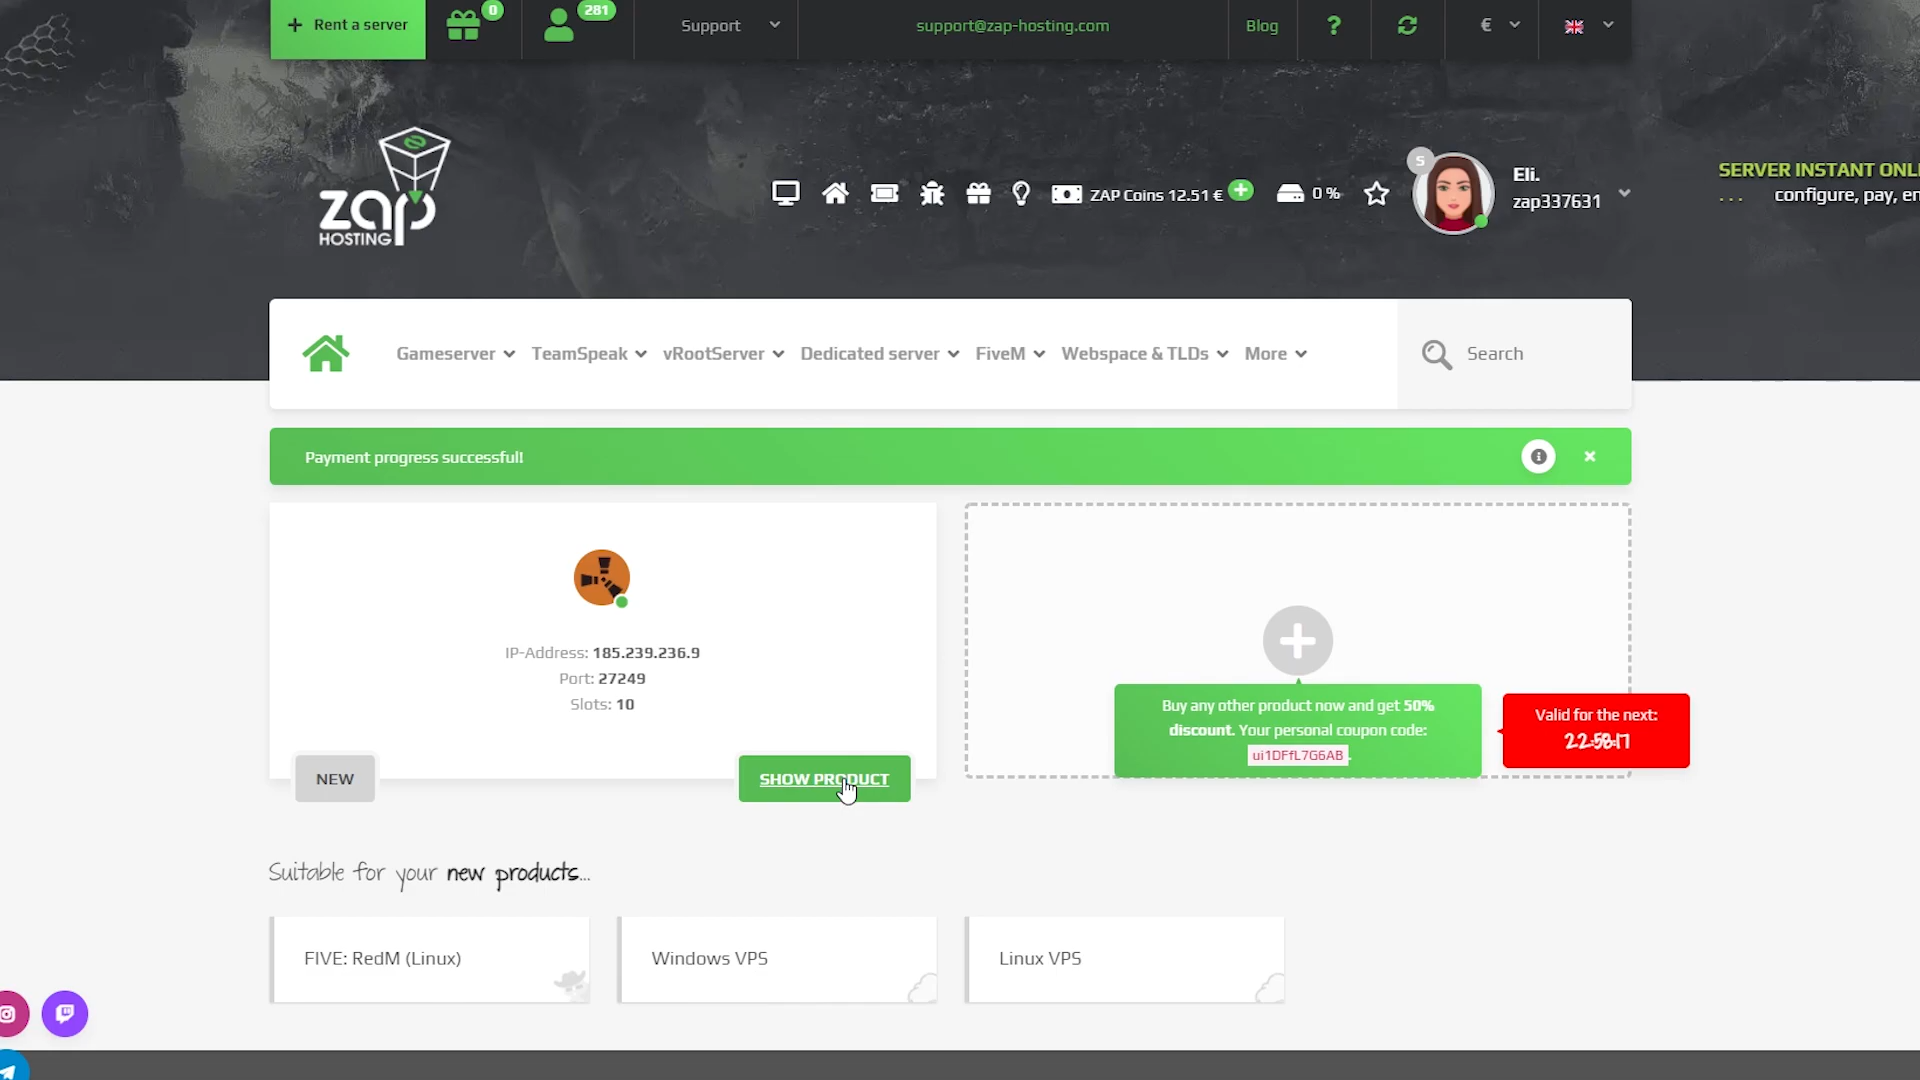 Rent a server
0
281
Support
support@zap-hosting.com
Blog
?
€
zap
HOSTING
ZAP Coins 12.51 €
0 %
S
Eli.
zap337631
SERVER INSTANT ONLI
... configure, pay, en
Gameserver
TeamSpeak
vRootServer
Dedicated server
FiveM
Webspace & TLDs
More
Search
Payment progress successful!
IP-Address: 185.239.236.9
Port: 27249
Slots: 10
NEW
SHOW PRODUCT
Buy any other product now and get 50%
discount. Your personal coupon code:
ui1DFfL7G6AB.
Valid for the next:
22:58:17
Suitable for your new products...
FIVE: RedM (Linux)
Windows VPS
Linux VPS